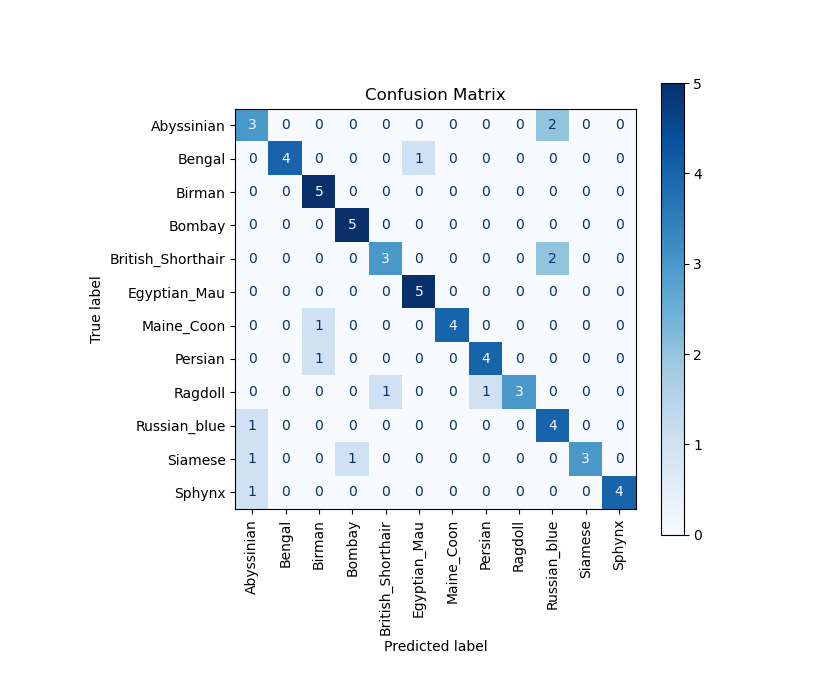 Confusion Matrix
Abyssinian 3 0 0 0 0 0 0 0 0 2 0 0
Bengal 0 4 0 0 0 1 0 0 0 0 0 0
Birman 0 0 5 0 0 0 0 0 0 0 0 0
Bombay 0 0 0 5 0 0 0 0 0 0 0 0
British_Shorthair 0 0 0 0 3 0 0 0 0 2 0 0
Egyptian_Mau 0 0 0 0 0 5 0 0 0 0 0 0
Maine_Coon 0 0 1 0 0 0 4 0 0 0 0 0
Persian 0 0 1 0 0 0 0 4 0 0 0 0
Ragdoll 0 0 0 0 1 0 0 1 3 0 0 0
Russian_blue 1 0 0 0 0 0 0 0 0 4 0 0
Siamese 1 0 0 1 0 0 0 0 0 0 3 0
Sphynx 1 0 0 0 0 0 0 0 0 0 0 4
True label
Abyssinian Bengal Birman Bombay British_Shorthair Egyptian_Mau Maine_Coon Persian Ragdoll Russian_blue Siamese Sphynx
Predicted label
5
4
3
2
1
0